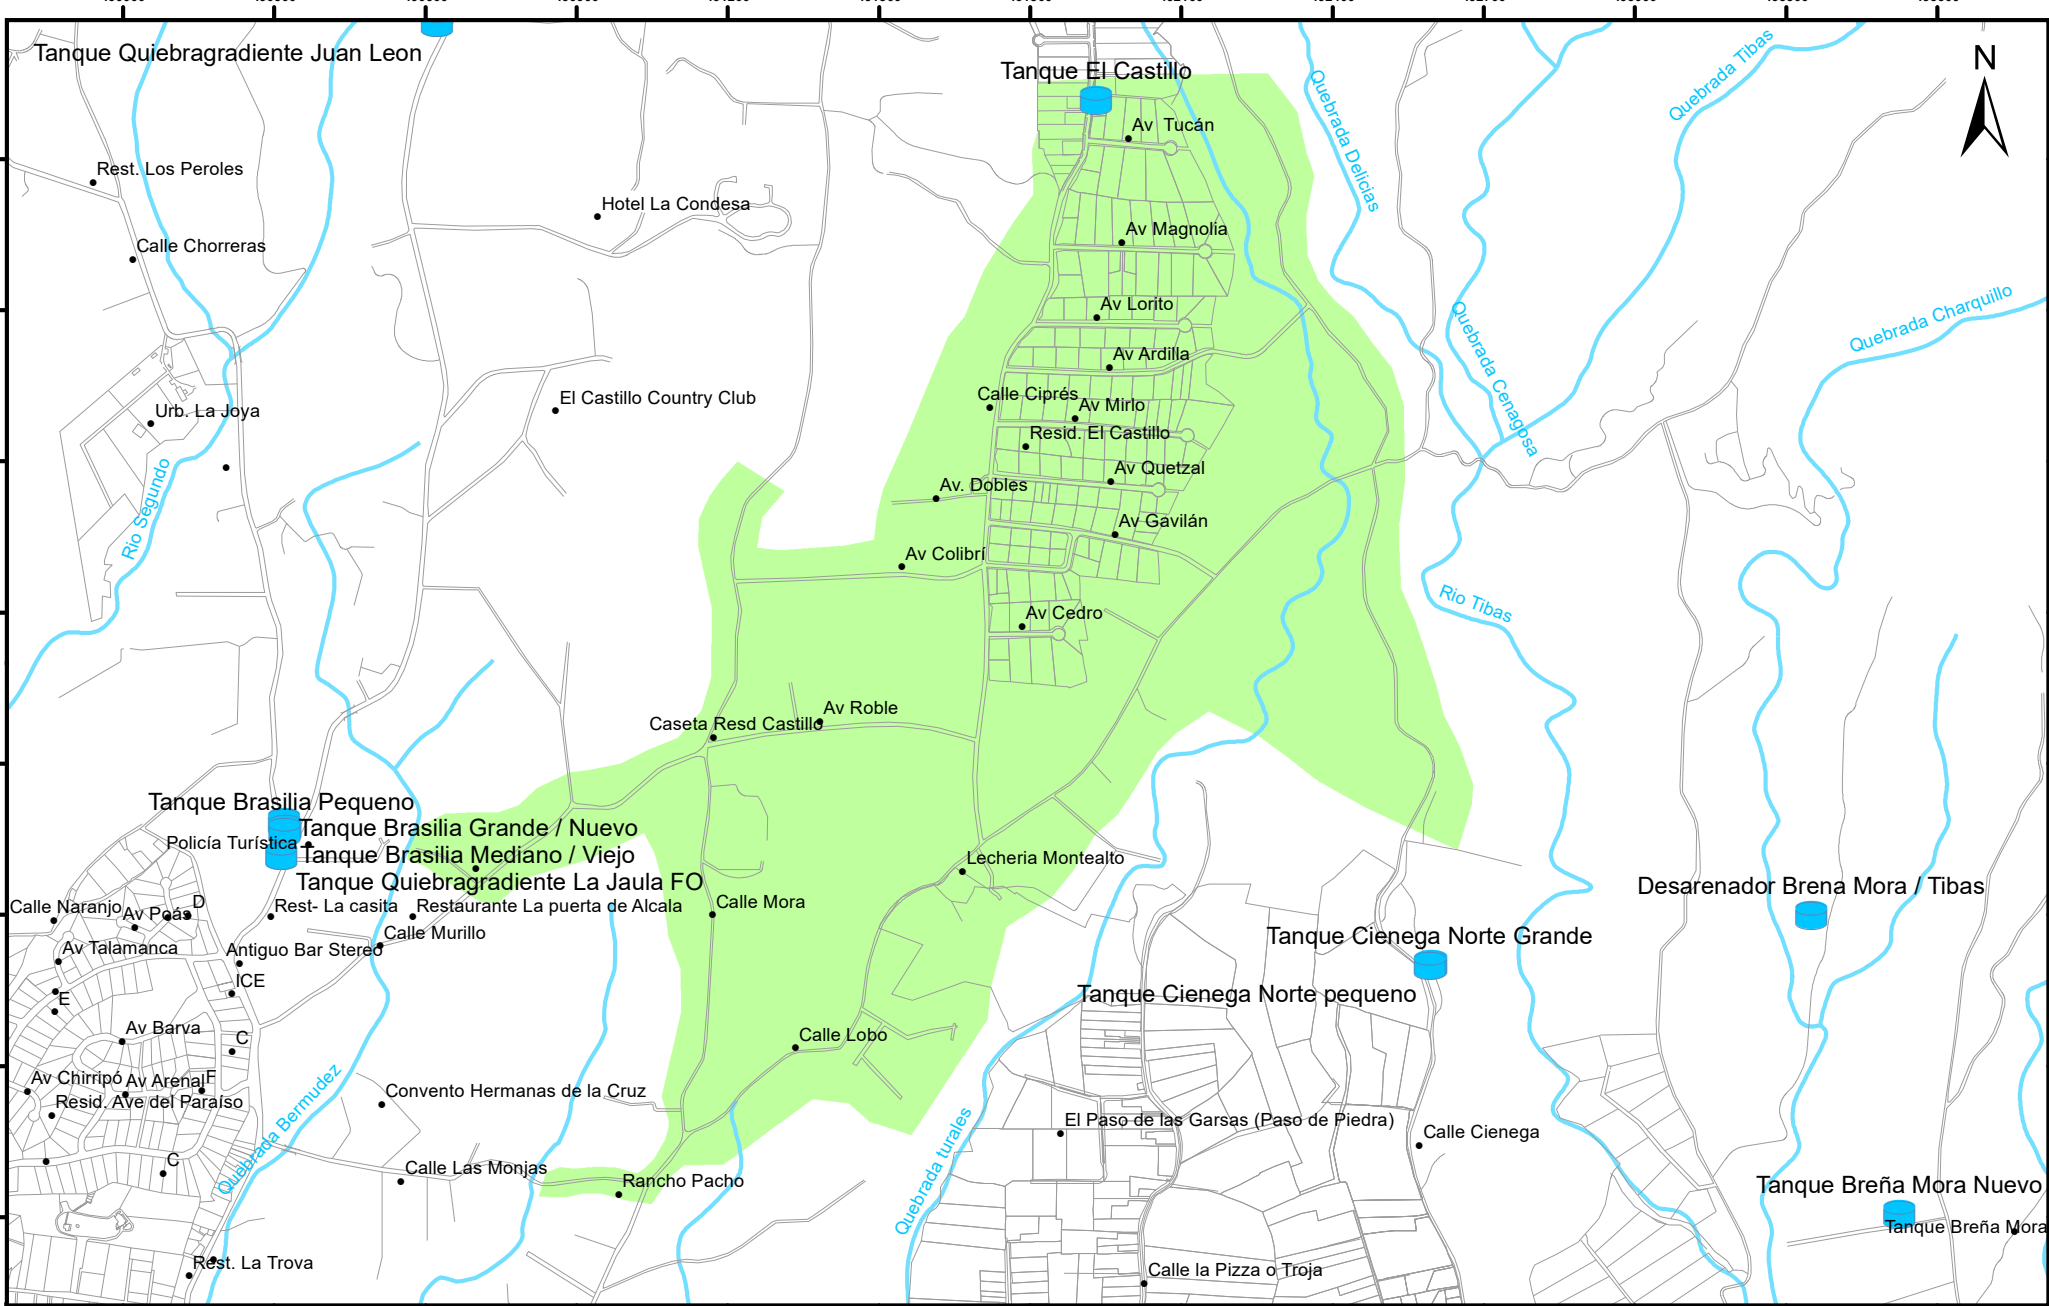 Tanque Quiebragradiente Juan Leon
Tanque El Castillo
N
Quebrada Tibas
Quebrada Delicias
Av  Tucán
Rest. Los Peroles
Hotel La Condesa
Calle Chorreras
Av Magnolia
Av Lorito
Quebrada Charquillo
Quebrada Cenagosa
Av Ardilla
El Castillo Country Club
Calle Ciprés
Av Mirlo
Urb. La Joya
Resid. El Castillo
Av Quetzal
Av. Dobles
Rio Segundo
Av Gavilán
Av Colibrí
Rio Tibas
Av Cedro
Av Roble
Caseta Resd Castillo
Tanque Brasilia Pequeno
Tanque Brasilia Grande / Nuevo
Policía Turística
Tanque Brasilia Mediano / Viejo
Lecheria Montealto
Tanque Quiebragradiente La Jaula FO
Desarenador Brena Mora / Tibas
Calle Naranjo
Av Poás
D
Rest- La casita
Restaurante La puerta de Alcala
Calle Mora
Calle Murillo
Tanque Cienega Norte Grande
Av Talamanca
Antiguo Bar Stereo
ICE
E
Tanque Cienega Norte pequeno
Av Barva
C
Calle Lobo
Av Chirripó
Av Arenal
F
Resid. Ave del Paraíso
Convento Hermanas de la Cruz
Quebrada Bermudez
El Paso de las Garsas (Paso de Piedra)
Calle Cienega
Quebrada turales
C
Calle Las Monjas
Rancho Pacho
Tanque Breña Mora Nuevo
Tanque Breña Mora
Rest. La Trova
Calle la Pizza o Troja